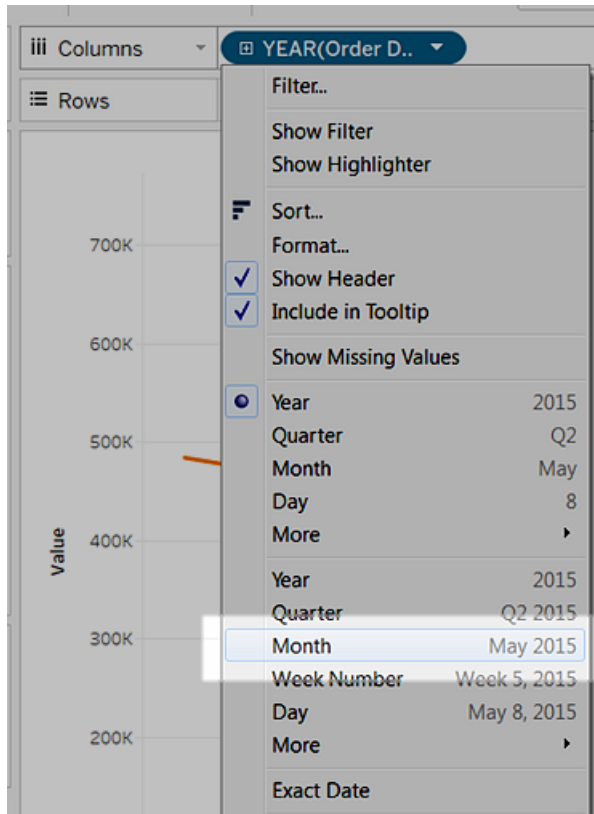 Columns
YEAR(Order D..
Rows
Filter...
Show Filter
Show Highlighter
Sort...
Format...
Show Header
Include in Tooltip
Show Missing Values
Year 2015
Quarter Q2
Month May
Day 8
More
Year 2015
Quarter Q2 2015
Month May 2015
Week Number Week 5, 2015
Day May 8, 2015
More
Exact Date
Value
700K
600K
500K
400K
300K
200K